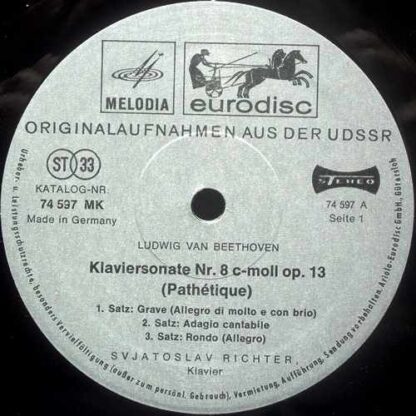 MELODIA
eurodisc
ORIGINALAUFNAHMEN AUS DER UDSSR
ST 33
STEREO
KATALOG-NR.
74 597 MK
Made in Germany
74 597 A
Seite 1
LUDWIG VAN BEETHOVEN
Klaviersonate Nr. 8 c-moll op. 13
(Pathétique)
1. Satz: Grave (Allegro di molto e con brio)
2. Satz: Adagio cantabile
3. Satz: Rondo (Allegro)
SVJATOSLAV RICHTER,
Klavier
Urheber- u. Leistungsschutzrechte, insbesondere Vervielfältigung (außer zum persönl. Gebrauch), Vermietung, Aufführung, Sendung vorbehalten. Ariola-Eurodisc GmbH., Gütersloh